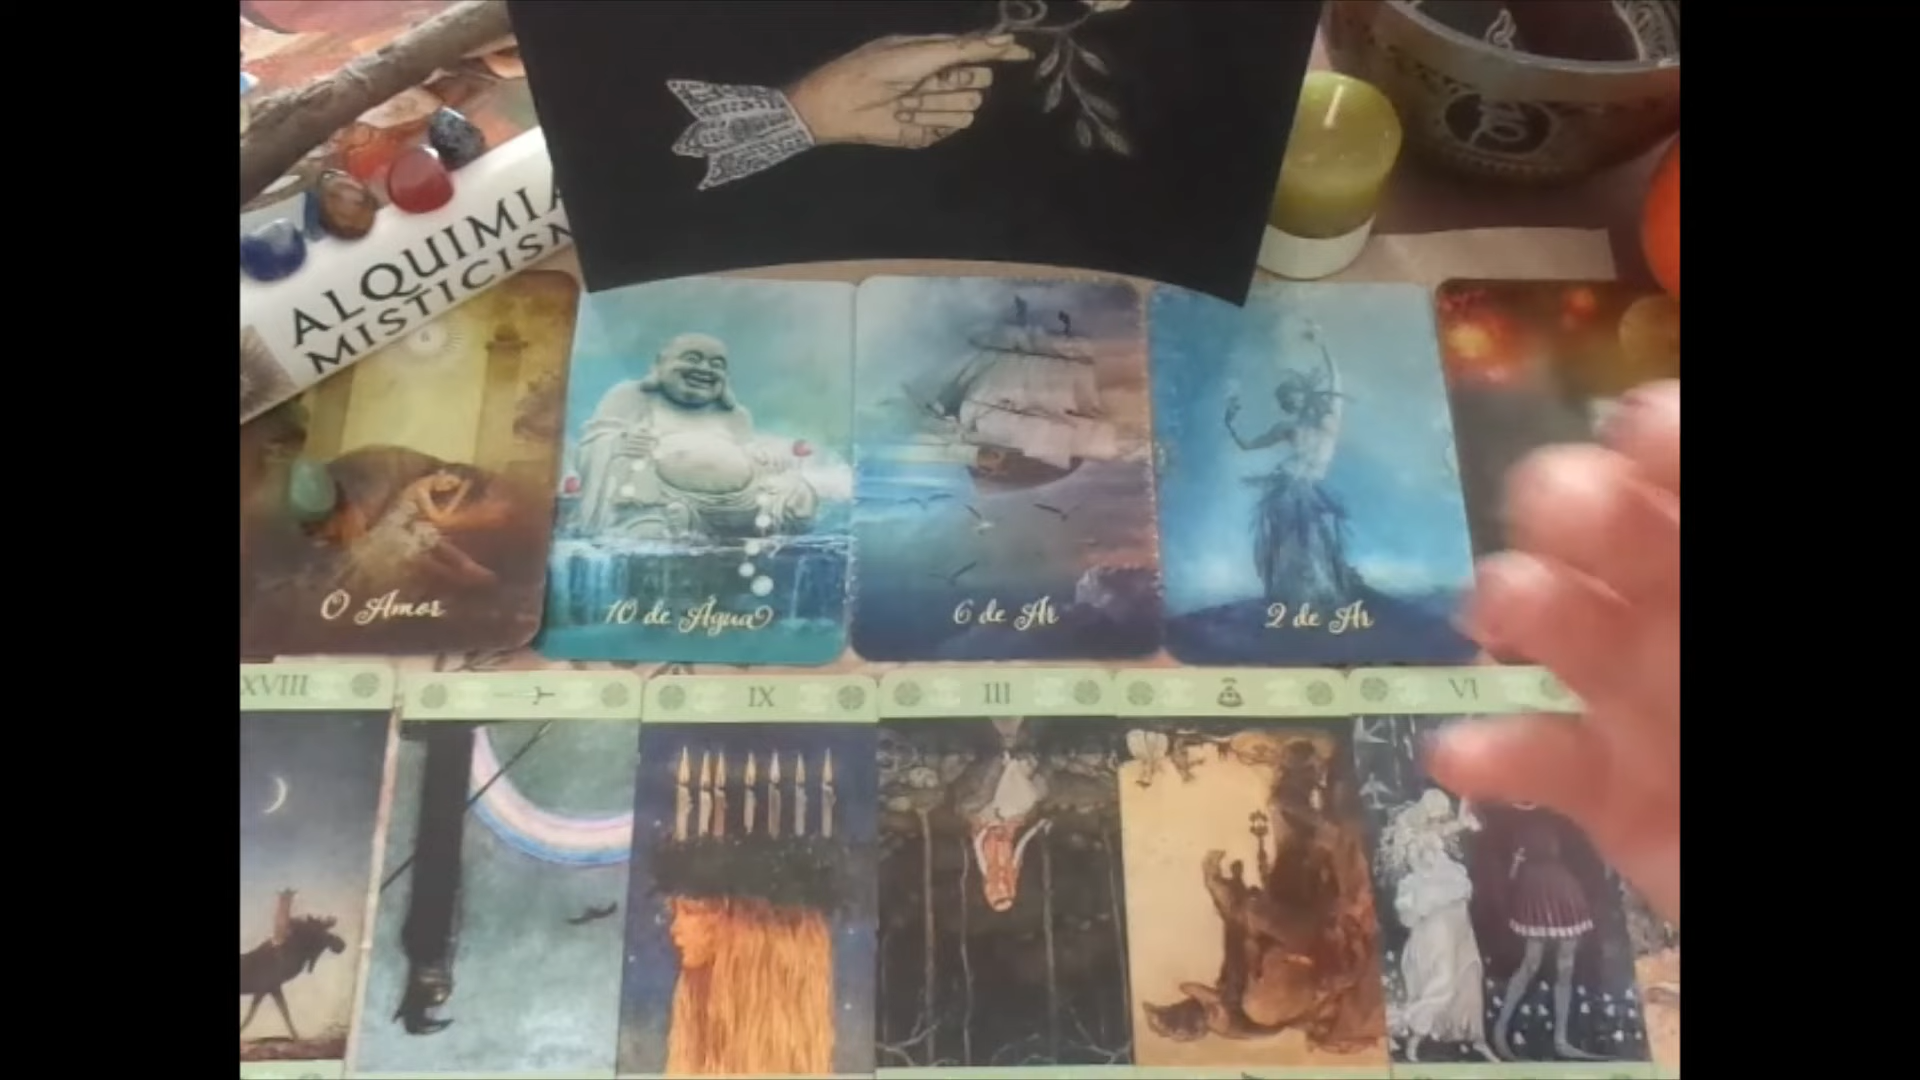 ALQUIMIA
MISTICISM
O Amor
10 de Água
6 de Ar
2 de Ar
XVIII
IX
III
VI